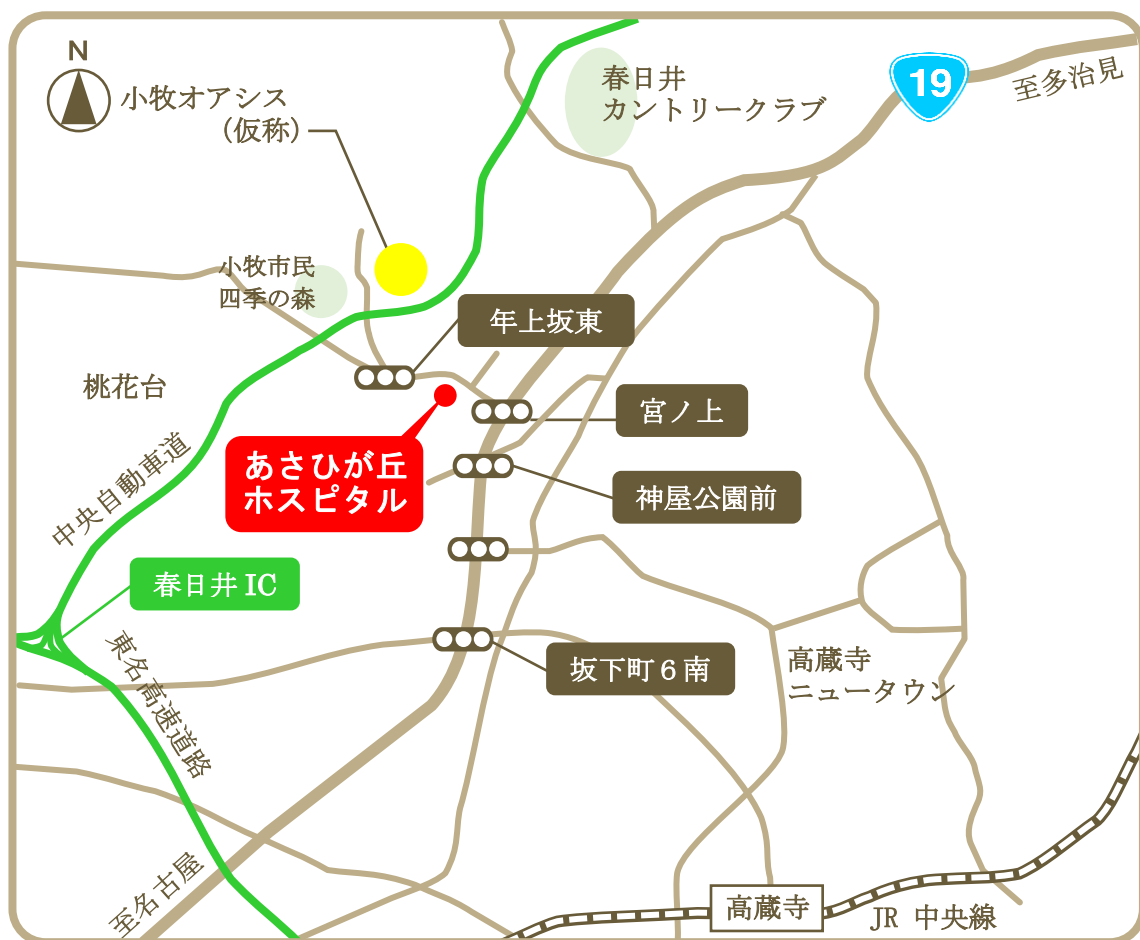 N
小牧オアシス
（仮称）
春日井
カントリークラブ
19
至多治見
小牧市民
四季の森
年上坂東
桃花台
宮ノ上
あさひが丘
ホスピタル
神屋公園前
中央自動車道
春日井IC
東名高速道路
坂下町６南
高蔵寺
ニュータウン
至名古屋
高蔵寺
JR 中央線